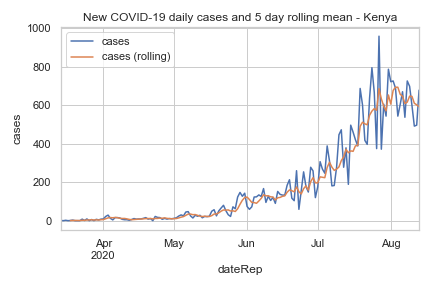 New COVID-19 daily cases and 5 day rolling mean - Kenya
1000
800
600
400
200
0
cases
cases
cases (rolling)
Apr
2020
May
Jun
Jul
Aug
dateRep